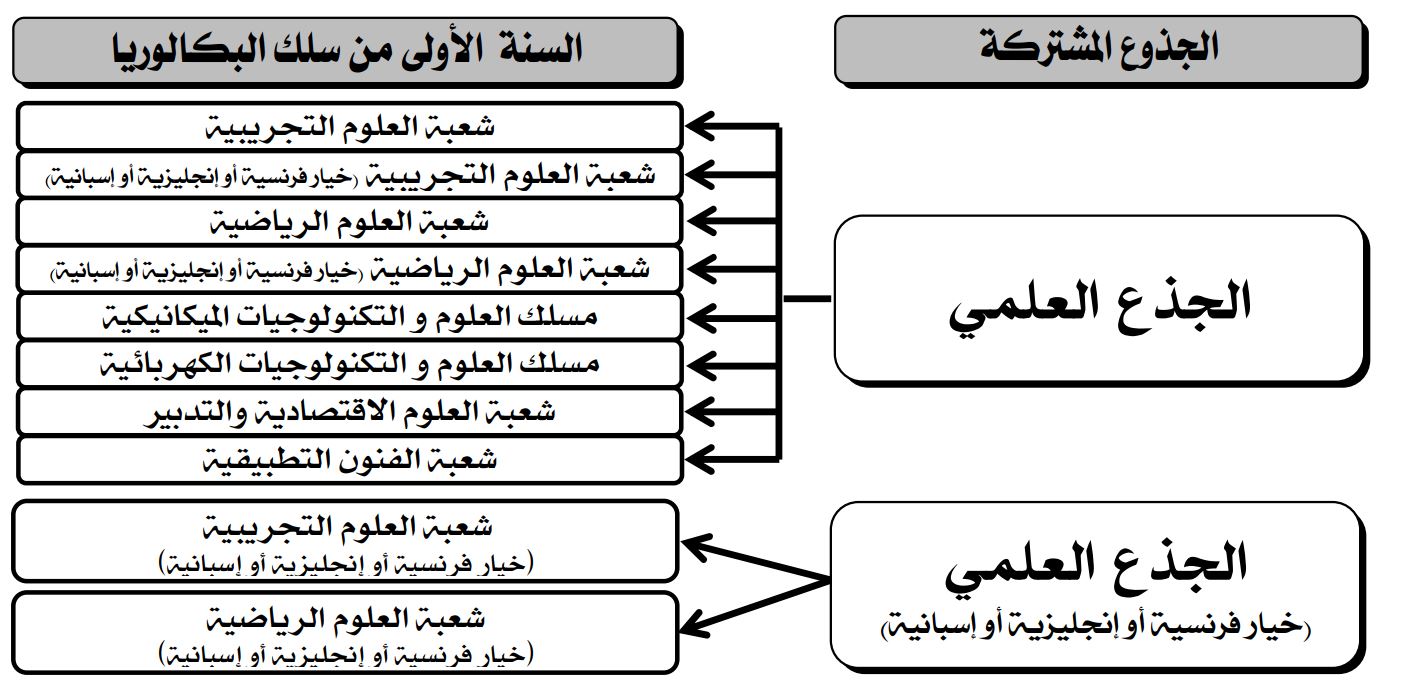 الجذوع المشتركة
السنة الأولى من سلك البكالوريا
الجذع العلمي
شعبة العلوم التجريبية
شعبة العلوم التجريبية (خيار فرنسية أو إنجليزية أو إسبانية)
شعبة العلوم الرياضية
شعبة العلوم الرياضية (خيار فرنسية أو إنجليزية أو إسبانية)
مسلك العلوم و التكنولوجيات الميكانيكية
مسلك العلوم و التكنولوجيات الكهربائية
شعبة العلوم الاقتصادية والتدبير
شعبة الفنون التطبيقية
الجذع العلمي
(خيار فرنسية أو إنجليزية أو إسبانية)
شعبة العلوم التجريبية
(خيار فرنسية أو إنجليزية أو إسبانية)
شعبة العلوم الرياضية
(خيار فرنسية أو إنجليزية أو إسبانية)